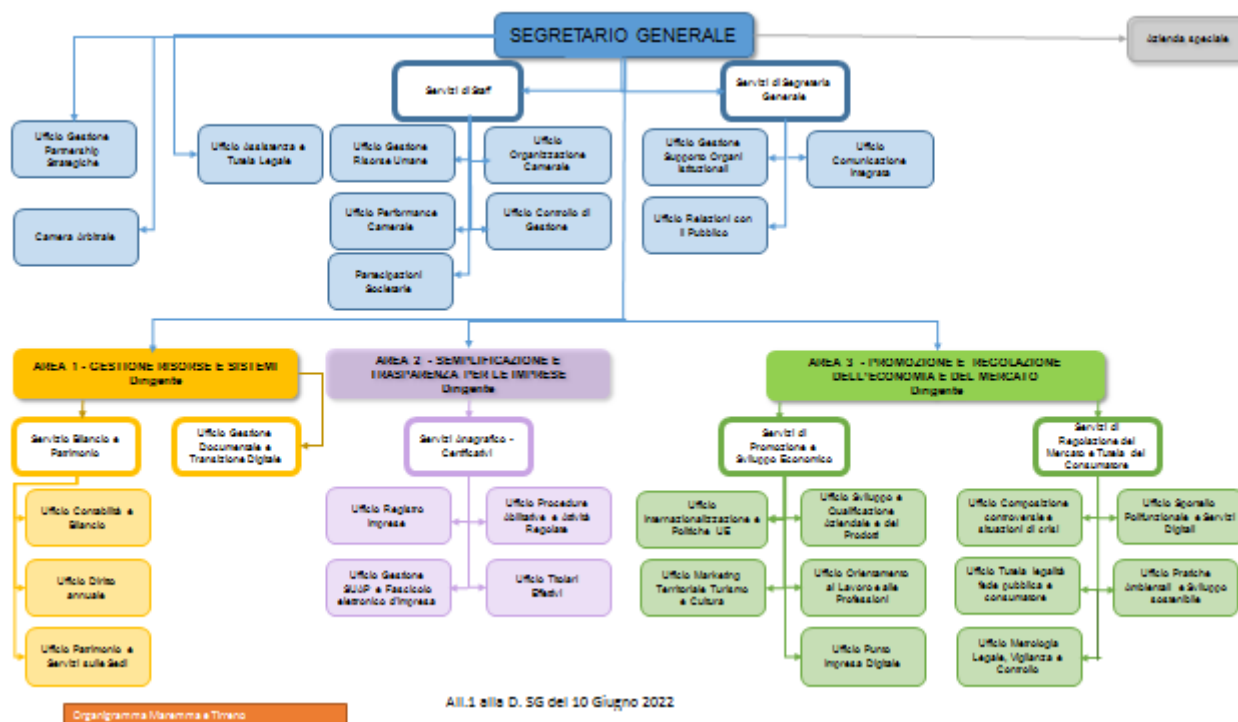 SEGRETARIO GENERALE
Azienda speciale
Servizi di Staff
Servizi di Segreteria
Generale
Ufficio Gestione
Partnership
Strategiche
Ufficio Assistenza e
Tutela Legale
Ufficio Gestione
Risorse Umane
Ufficio
Organizzazione
Camerale
Ufficio Gestione
Supporto Organi
Istituzionali
Ufficio
Comunicazione
Integrata
Camera Arbitrale
Ufficio Performance
Camerale
Ufficio Controllo di
Gestione
Ufficio Relazioni con
il Pubblico
Partecipazioni
Societarie
AREA 1 - GESTIONE RISORSE E SISTEMI
Dirigente
AREA 2 - SEMPLIFICAZIONE E
TRASPARENZA PER LE IMPRESE
Dirigente
AREA 3 - PROMOZIONE E REGOLAZIONE
DELL'ECONOMIA E DEL MERCATO
Dirigente
Servizio Bilancio e
Patrimonio
Ufficio Gestione
Documentale e
Transizione Digitale
Servizi Anagrafico -
Certificativi
Servizi di
Promozione e
Sviluppo Economico
Servizi di
Regolazione del
Mercato e Tutela del
Consumatore
Ufficio Contabilità e
Bilancio
Ufficio Registro
Imprese
Ufficio Procedure
Abilitative e Attività
Regolate
Ufficio
Internazionalizzazione e
Politiche UE
Ufficio Sviluppo e
Qualificazione
Aziendale e dei
Prodotti
Ufficio Composizione
controversie e
situazioni di crisi
Ufficio Sportello
Polifunzionale e Servizi
Digitali
Ufficio Diritto
annuale
Ufficio Gestione
SUAP e Fascicolo
elettronico d'impresa
Ufficio Titolari
Effettivi
Ufficio Marketing
Territoriale Turismo
e Cultura
Ufficio Orientamento
al Lavoro e alle
Professioni
Ufficio Tutela legalità
fede pubblica e
consumatore
Ufficio Pratiche
Ambientali e Sviluppo
sostenibile
Ufficio Patrimonio e
Servizi sulle Sedi
Ufficio Punto
Impresa Digitale
Ufficio Metrologia
Legale, Vigilanza e
Controllo
All.1 alla D. SG del 10 Giugno 2022
Organigramma Maremma e Tirreno